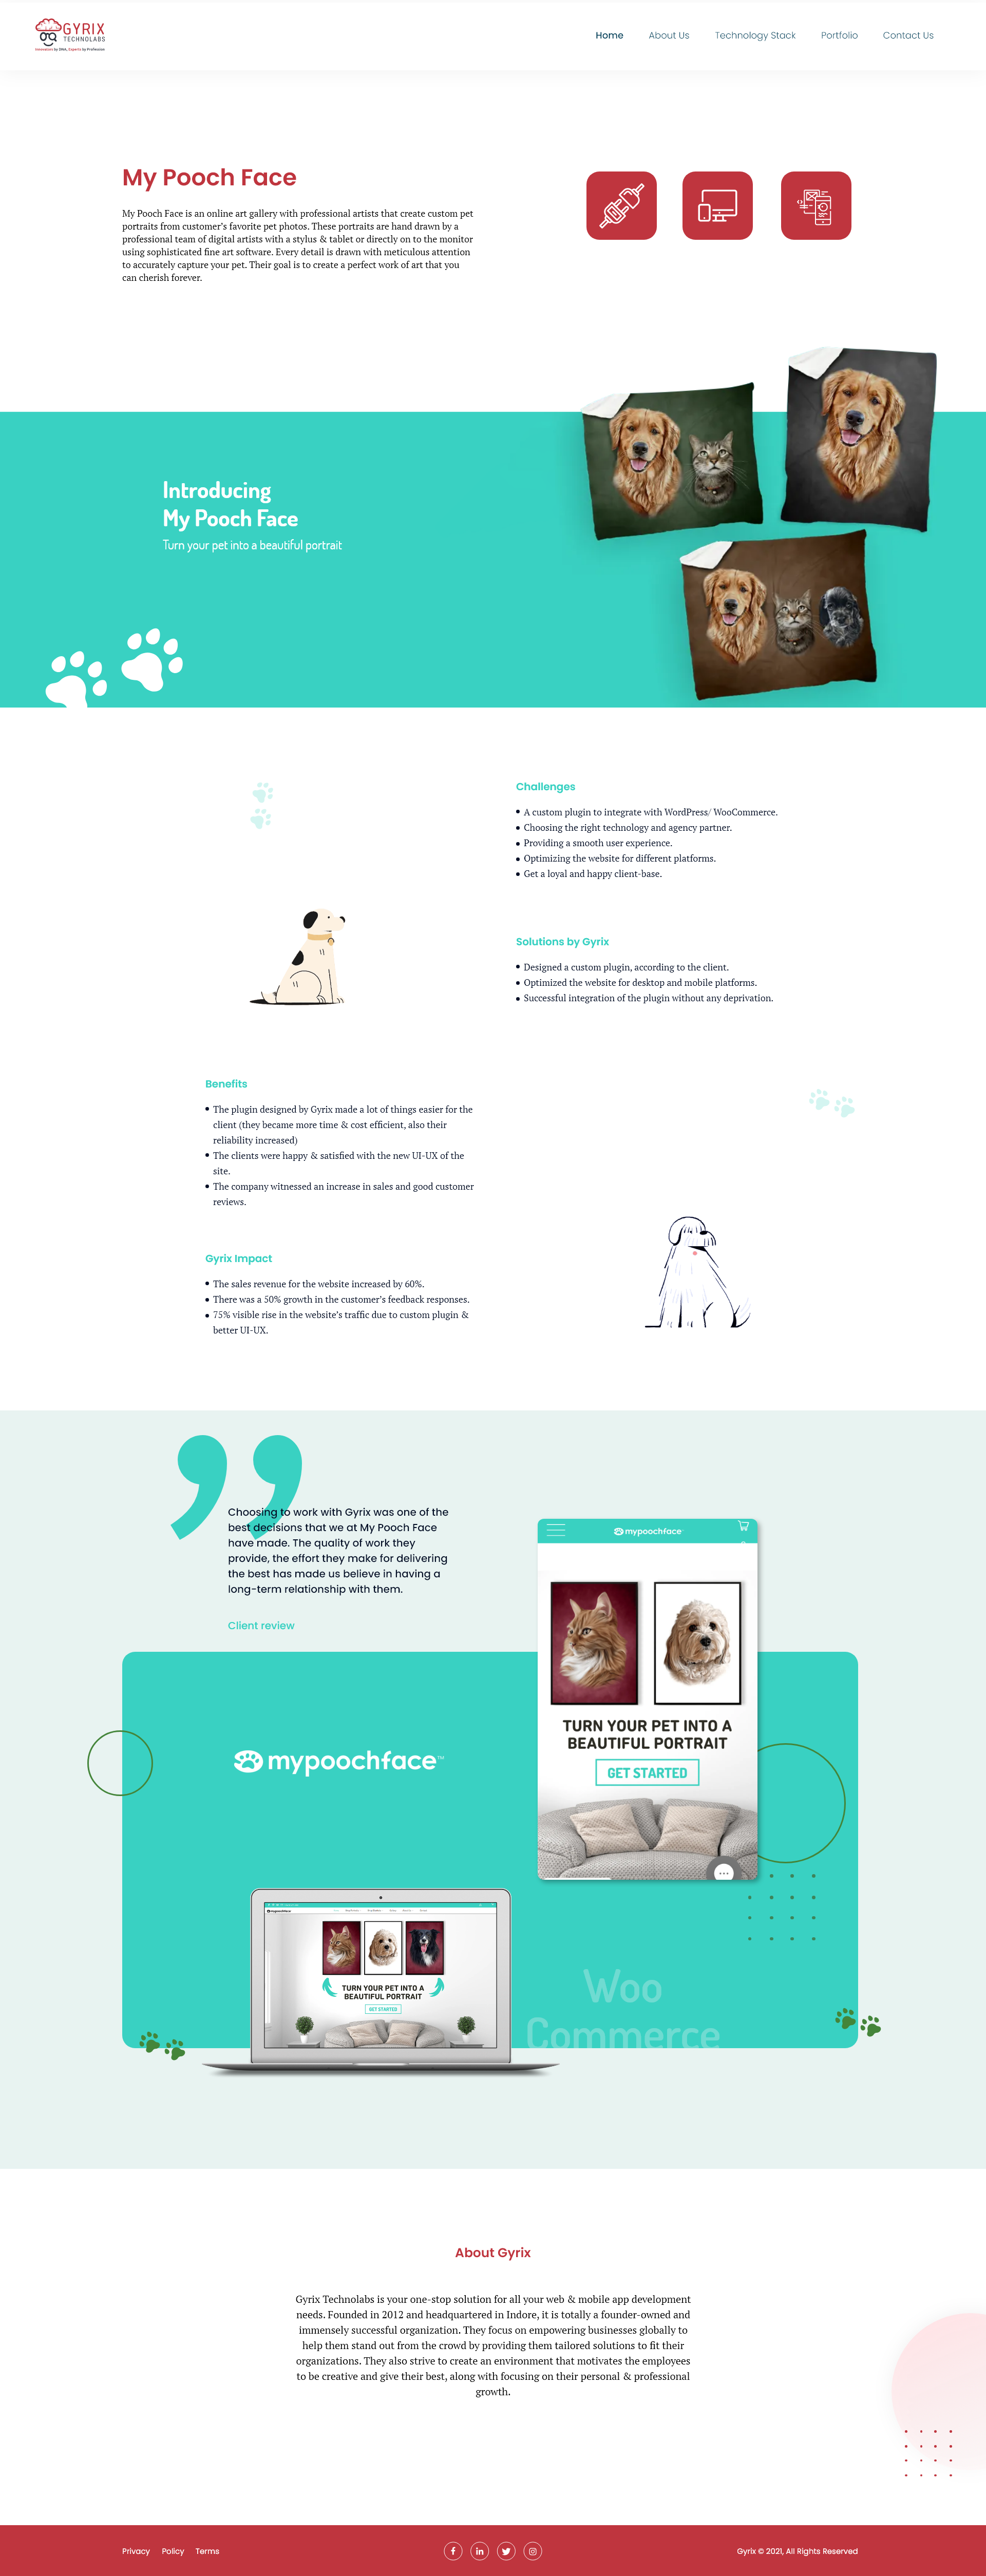 GYRIX
TECHNOLABS
Innovators by DNA, Experts by Profession
Home About Us Technology Stack Portfolio Contact Us
My Pooch Face
My Pooch Face is an online art gallery with professional artists that create custom pet
portraits from customer's favorite pet photos. These portraits are hand drawn by a
professional team of digital artists with a stylus & tablet or directly on to the monitor
using sophisticated fine art software. Every detail is drawn with meticulous attention
to accurately capture your pet. Their goal is to create a perfect work of art that you
can cherish forever.
Introducing
My Pooch Face
Turn your pet into a beautiful portrait
Challenges
• A custom plugin to integrate with WordPress/ WooCommerce.
• Choosing the right technology and agency partner.
• Providing a smooth user experience.
• Optimizing the website for different platforms.
• Get a loyal and happy client-base.
Solutions by Gyrix
• Designed a custom plugin, according to the client.
• Optimized the website for desktop and mobile platforms.
• Successful integration of the plugin without any deprivation.
Benefits
• The plugin designed by Gyrix made a lot of things easier for the
client (they became more time & cost efficient, also their
reliability increased)
• The clients were happy & satisfied with the new UI-UX of the
site.
• The company witnessed an increase in sales and good customer
reviews.
Gyrix Impact
• The sales revenue for the website increased by 60%.
• There was a 50% growth in the customer's feedback responses.
• 75% visible rise in the website's traffic due to custom plugin &
better UI-UX.
Choosing to work with Gyrix was one of the
best decisions that we at My Pooch Face
have made. The quality of work they
provide, the effort they make for delivering
the best has made us believe in having a
long-term relationship with them.
Client review
mypoochface
TURN YOUR PET INTO A
BEAUTIFUL PORTRAIT
GET STARTED
mypoochface™
mypoochface
TURN YOUR PET INTO A
BEAUTIFUL PORTRAIT
GET STARTED
Woo
Commerce
About Gyrix
Gyrix Technolabs is your one-stop solution for all your web & mobile app development
needs. Founded in 2012 and headquartered in Indore, it is totally a founder-owned and
immensely successful organization. They focus on empowering businesses globally to
help them stand out from the crowd by providing them tailored solutions to fit their
organizations. They also strive to create an environment that motivates the employees
to be creative and give their best, along with focusing on their personal & professional
growth.
Privacy Policy Terms
Gyrix © 2021, All Rights Reserved